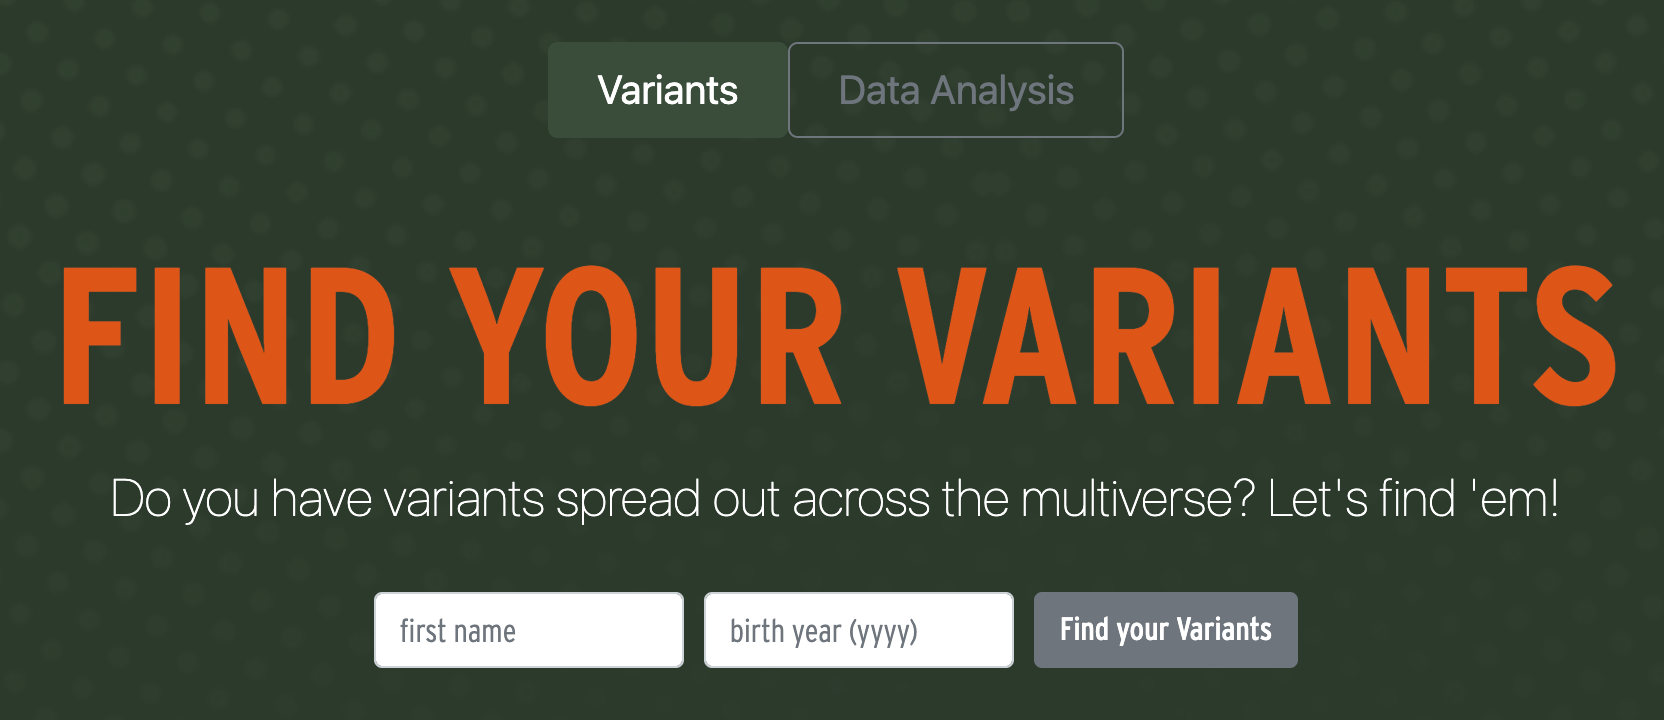 Variants Data Analysis
FIND YOUR VARIANTS
Do you have variants spread out across the multiverse? Let's find 'em!
first name birth year (yyyy) Find your Variants